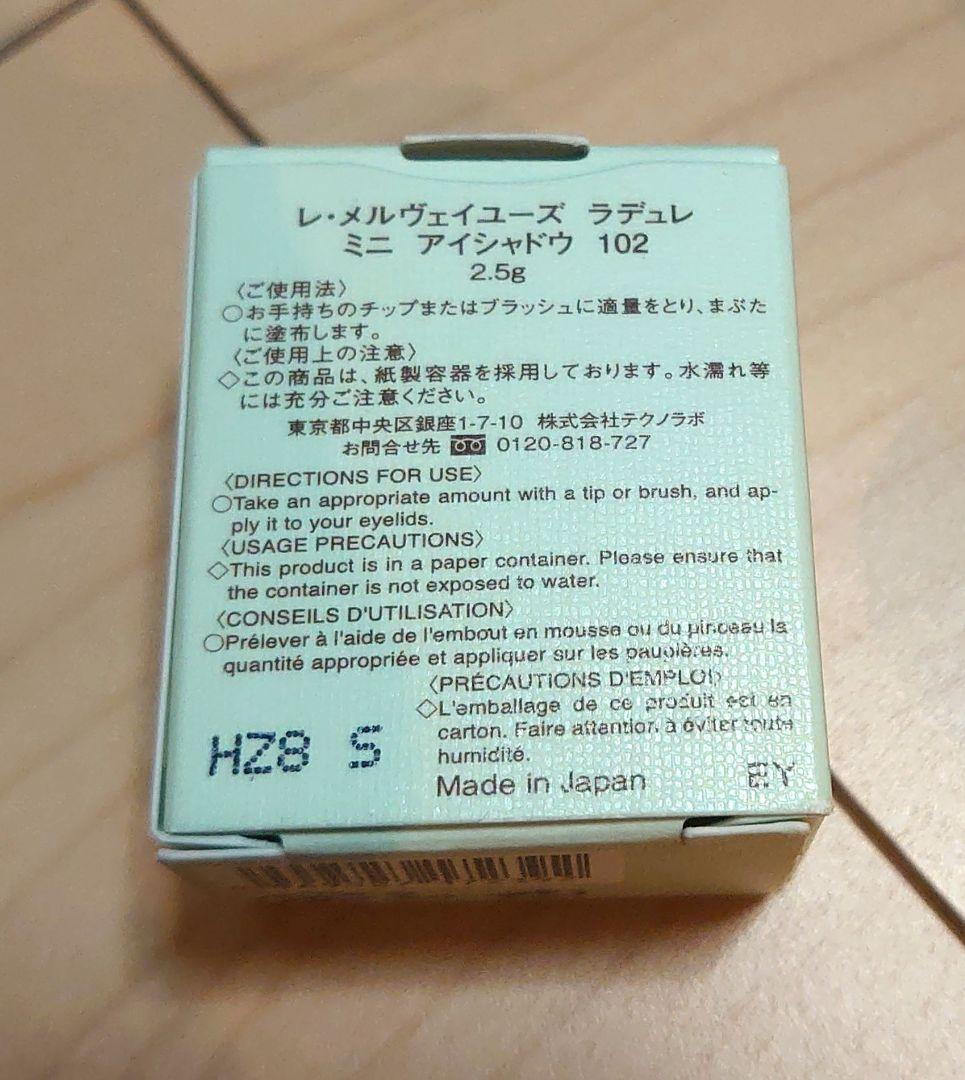 レ・メルヴェイユーズ ラデュレ
ミニ アイシャドウ 102
2.5g
〈ご使用法〉
○お手持ちのチップまたはブラッシュに適量をとり、まぶた
に塗布します。
〈ご使用上の注意〉
◇この商品は、紙製容器を採用しております。水濡れ等
には充分ご注意ください。
東京都中央区銀座1-7-10 株式会社テクノラボ
お問合せ先 0120-818-727
〈DIRECTIONS FOR USE〉
○Take an appropriate amount with a tip or brush, and ap-
ply it to your eyelids.
〈USAGE PRECAUTIONS〉
◇This product is in a paper container. Please ensure that
the container is not exposed to water.
〈CONSEILS D'UTILISATION〉
○Prélever à l'aide de l'embout en mousse ou du pinceau la
quantité appropriée et appliquer sur les paupières.
〈PRÉCAUTIONS D'EMPLOI〉
◇L'emballage de ce produit est en
carton. Faire attention à éviter toute
humidité.
HZ8 S
Made in Japan